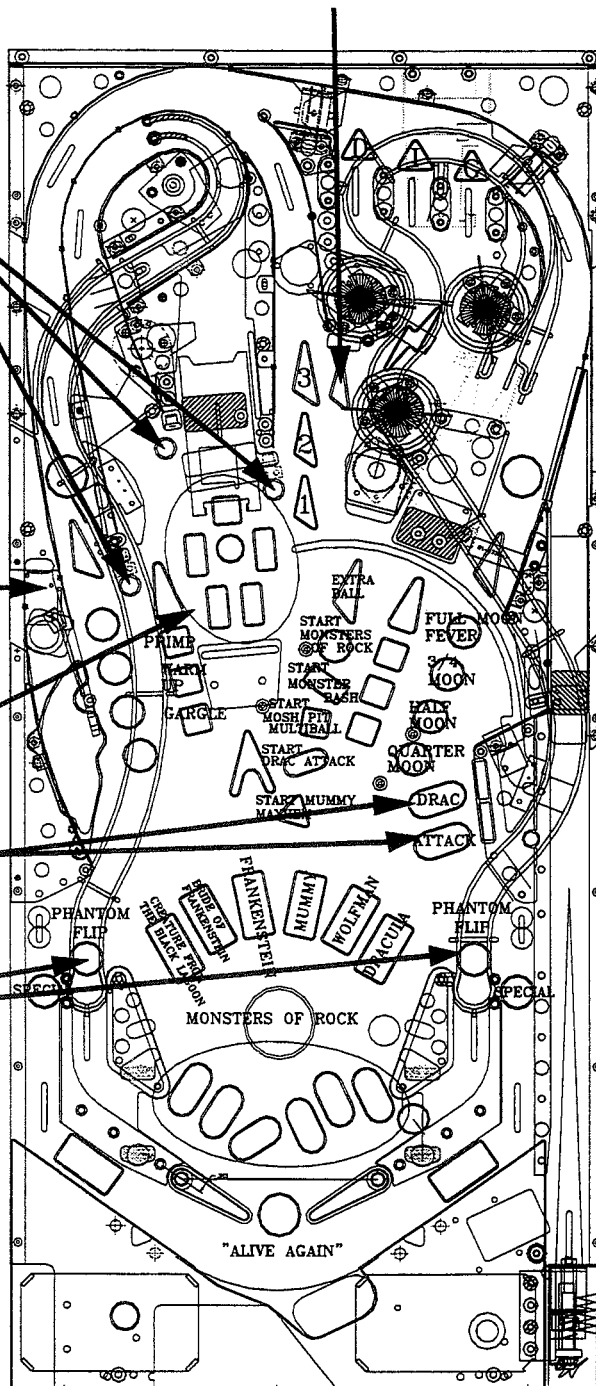 D
I
G
3
2
1
EXTRA
BALL
START
MONSTERS
OF ROCK
FULL MOON
FEVER
PRIMP
WARM
UP
GARGLE
START
MONSTER
BASH
3/4
MOON
START
MOSH PIT
MULTIBALL
HALF
MOON
START
DRAC ATTACK
QUARTER
MOON
START MUMMY
MAYHEM
DRAC
ATTACK
PHANTOM
FLIP
CREATURE FROM
THE BLACK LAGOON
BRIDE OF
FRANKENSTEIN
FRANKENSTEIN
MUMMY
WOLFMAN
DRACULA
PHANTOM
FLIP
SPECIAL
SPECIAL
MONSTERS OF ROCK
"ALIVE AGAIN"